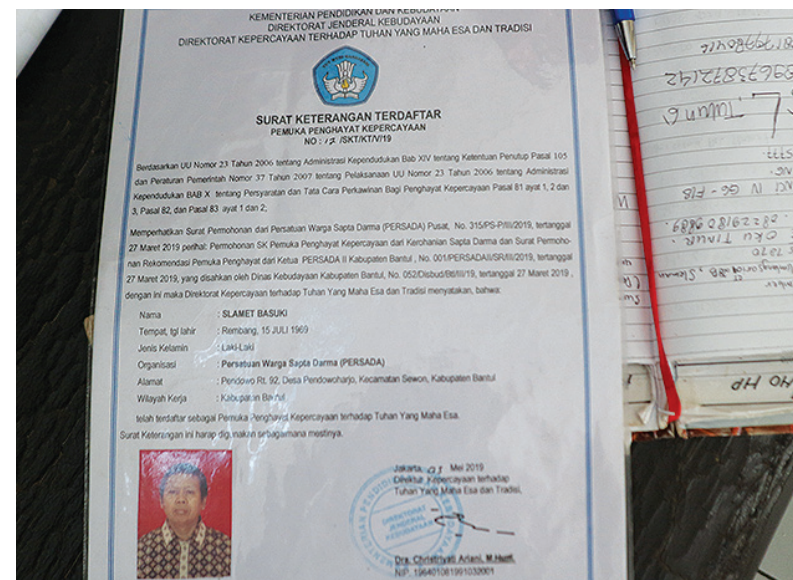 KEMENTERIAN PENDIDIKAN DAN KEBUDAYAAN
DIREKTORAT JENDERAL KEBUDAYAAN
DIREKTORAT KEPERCAYAAN TERHADAP TUHAN YANG MAHA ESA DAN TRADISI
SURAT KETERANGAN TERDAFTAR
PEMUKA PENGHAYAT KEPERCAYAAN
NO : 12 /SKT/KT/V/19
Berdasarkan UU Nomor 23 Tahun 2006 tentang Administrasi Kependudukan Bab XIV tentang Ketentuan Penutup Pasal 105
dan Peraturan Pemerintah Nomor 37 Tahun 2007 tentang Pelaksanaan UU Nomor 23 Tahun 2006 tentang Administrasi
Kependudukan BAB X tentang Persyaratan dan Tata Cara Perkawinan Bagi Penghayat Kepercayaan Pasal 81 ayat 1, 2 dan
3, Pasal 82, dan Pasal 83 ayat 1 dan 2,
Memperhatikan Surat Permohonan dari Persatuan Warga Sapta Darma (PERSADA) Pusat, No. 315/PS-P/III/2019, tertanggal
27 Maret 2019 perihal: Permohonan SK Pemuka Penghayat Kepercayaan dari Kerohanian Sapta Darma dan Surat Permoho-
nan Rekomendasi Pemuka Penghayat dari Ketua PERSADA II Kabupaten Bantul , No. 001/PERSADAII/SR/III/2019, tertanggal
27 Maret 2019, yang disahkan oleh Dinas Kebudayaan Kabupaten Bantul, No. 052/Disbud/B6/III/19, tertanggal 27 Maret 2019 ,
dengan ini maka Direktorat Kepercayaan terhadap Tuhan Yang Maha Esa dan Tradisi menyatakan, bahwa:
Nama : SLAMET BASUKI
Tempat, tgl lahir : Rembang, 15 JULI 1969
Jenis Kelamin : Laki-Laki
Organisasi : Persatuan Warga Sapta Darma (PERSADA)
Alamat : Pendowo Rt. 92, Desa Pendowoharjo, Kecamatan Sewon, Kabupaten Bantul
Wilayah Kerja : Kabupaten Bantul
telah terdaftar sebagai Pemuka Penghayat Kepercayaan terhadap Tuhan Yang Maha Esa.
Surat Keterangan ini harap digunakan sebagaimana mestinya.
Jakarta, Mei 2019
Direktur Kepercayaan terhadap
Tuhan Yang Maha Esa dan Tradisi,
DIREKTORAT
JENDERAL
KEBUDAYAAN
Dra. Christriyati Ariani, M.Hum.
NIP. 196401081991032001
NO HP
OKU TIMUR.